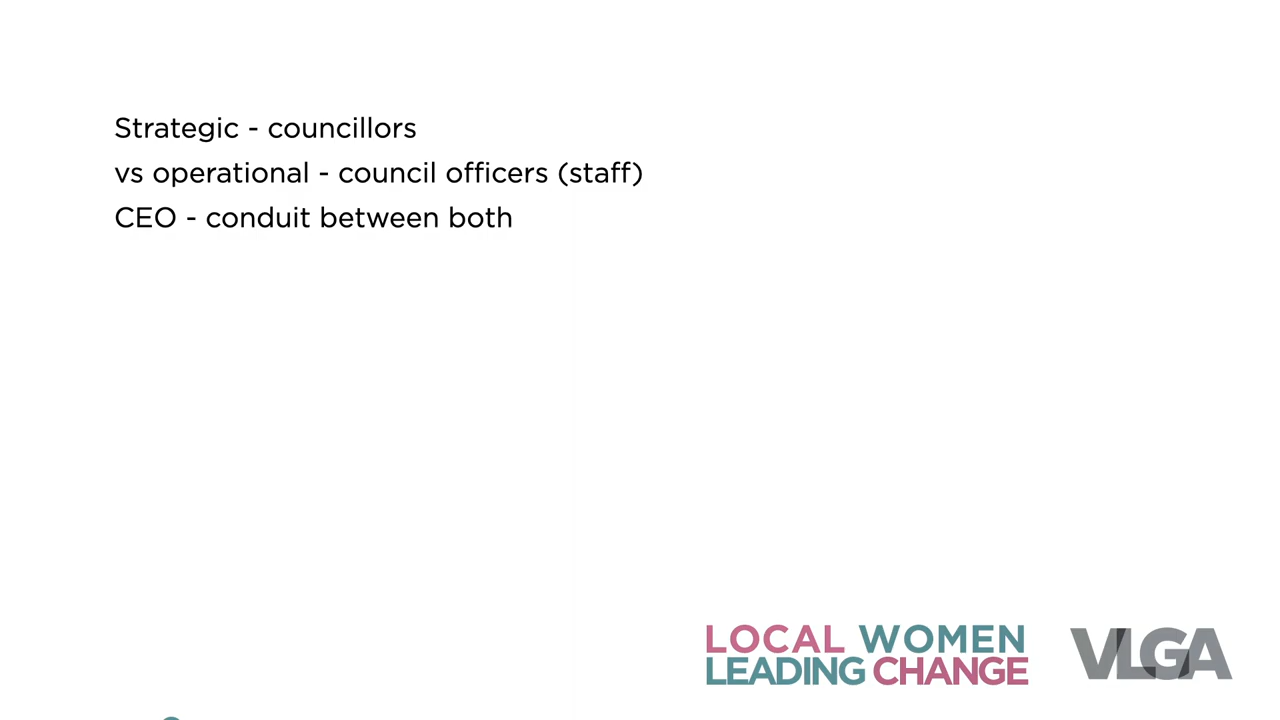 Strategic - councillors
vs operational - council officers (staff)
CEO - conduit between both
LOCAL WOMEN
LEADING CHANGE
VLGA